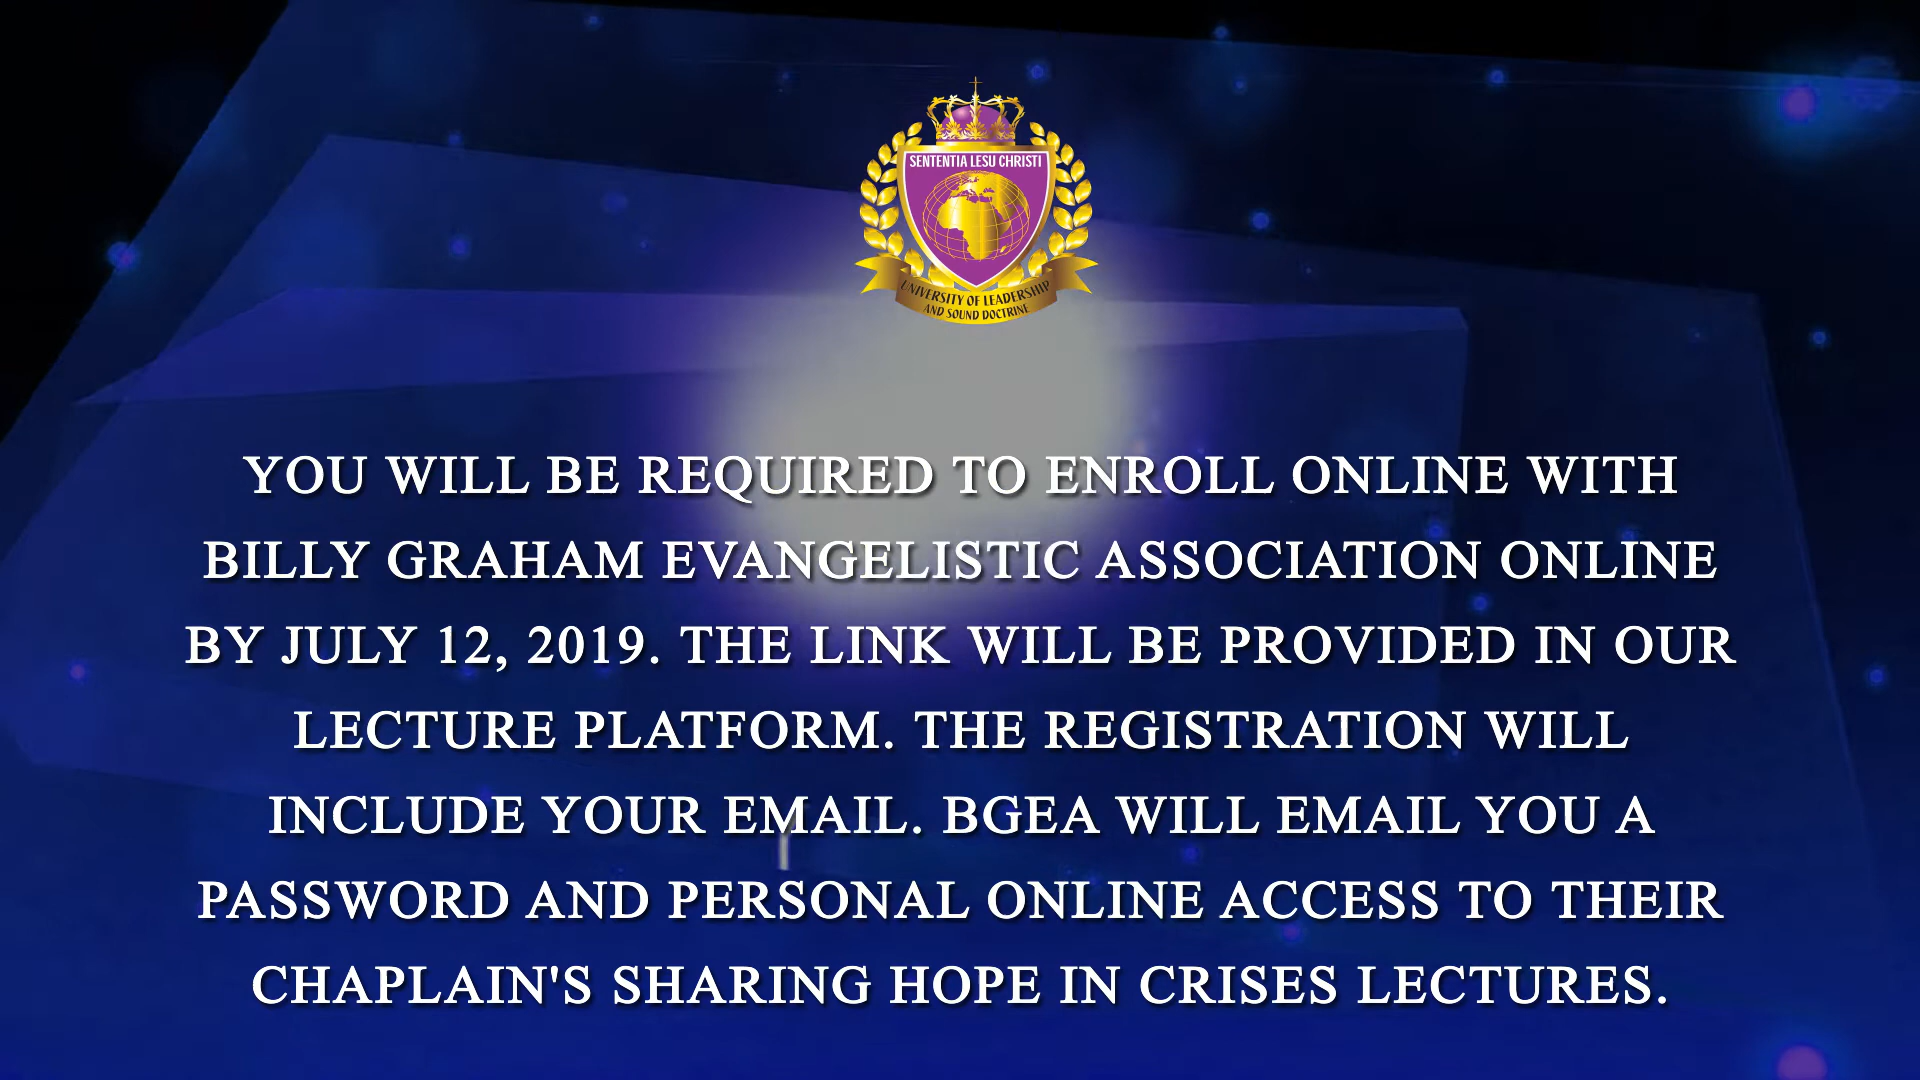 SENTENTIA LESU CHRISTI
UNIVERSITY OF LEADERSHIP
AND SOUND DOCTRINE
YOU WILL BE REQUIRED TO ENROLL ONLINE WITH
BILLY GRAHAM EVANGELISTIC ASSOCIATION ONLINE
BY JULY 12, 2019. THE LINK WILL BE PROVIDED IN OUR
LECTURE PLATFORM. THE REGISTRATION WILL
INCLUDE YOUR EMAIL. BGEA WILL EMAIL YOU A
PASSWORD AND PERSONAL ONLINE ACCESS TO THEIR
CHAPLAIN'S SHARING HOPE IN CRISES LECTURES.